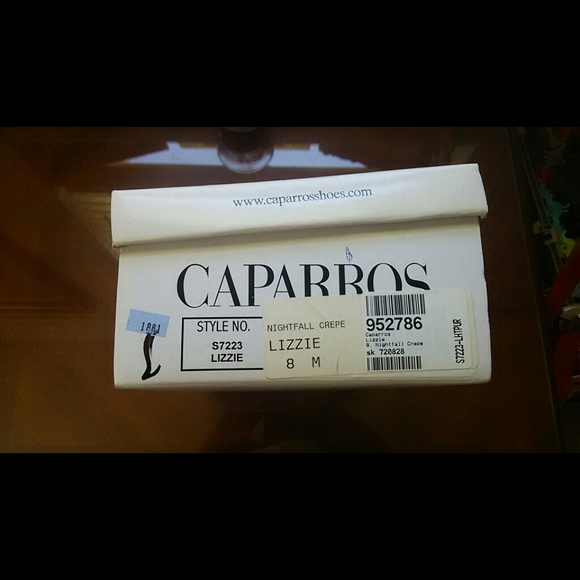 www.caparrosshoes.com
CAPARROS
1881
STYLE NO.
S7223
LIZZIE
NIGHTFALL CREPE
LIZZIE
8 M
952786
Caparros
Lizzie
8. Nightfall Crepe
sk 720828
S7223-LHTPUR